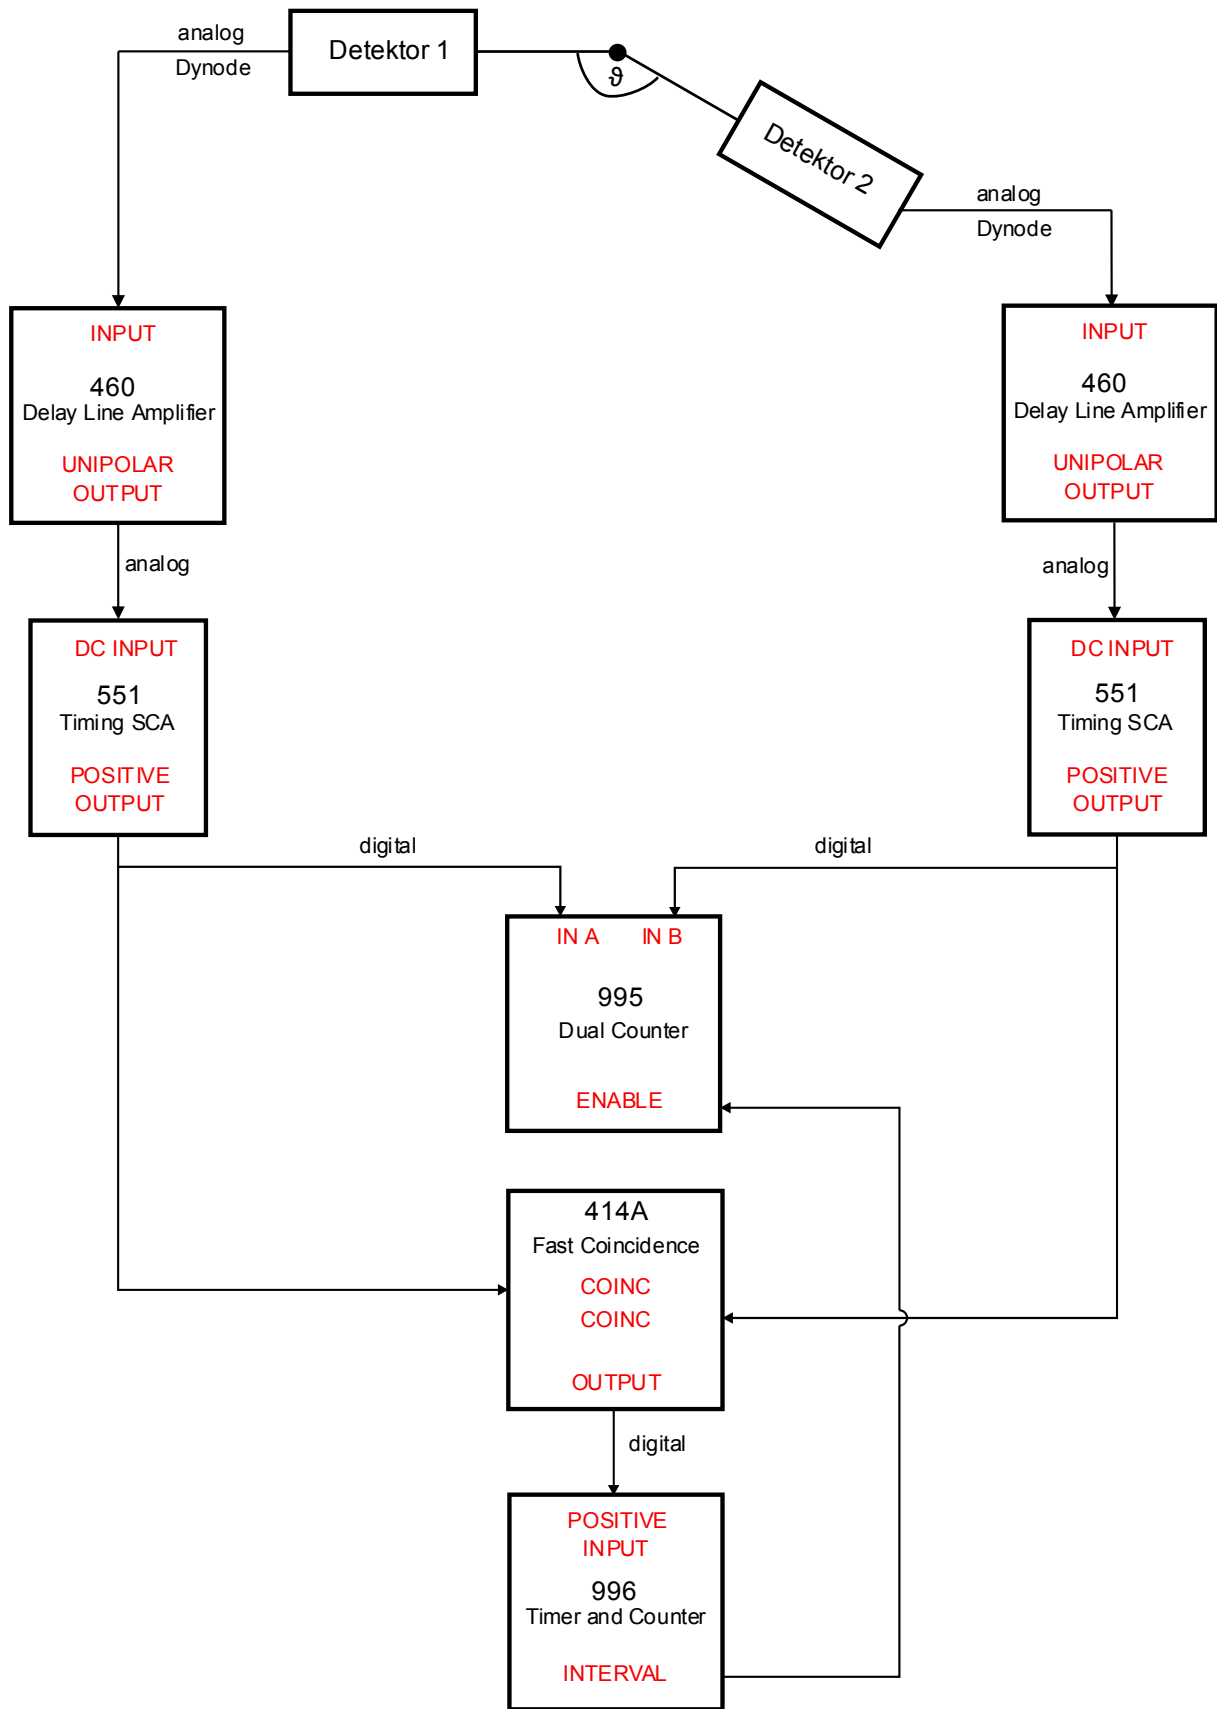 analog
Dynode
Detektor 1
ϑ
Detektor 2
analog
Dynode
INPUT
460
Delay Line Amplifier
UNIPOLAR
OUTPUT
INPUT
460
Delay Line Amplifier
UNIPOLAR
OUTPUT
analog
analog
DC INPUT
551
Timing SCA
POSITIVE
OUTPUT
DC INPUT
551
Timing SCA
POSITIVE
OUTPUT
digital
digital
IN A IN B
995
Dual Counter
ENABLE
414A
Fast Coincidence
COINC
COINC
OUTPUT
digital
POSITIVE
INPUT
996
Timer and Counter
INTERVAL